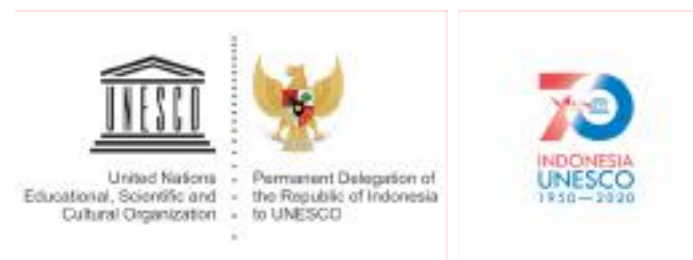 UNESCO
United Nations
Educational, Scientific and
Cultural Organization
Permanent Delegation of
the Republic of Indonesia
to UNESCO
70
INDONESIA
UNESCO
1950—2020